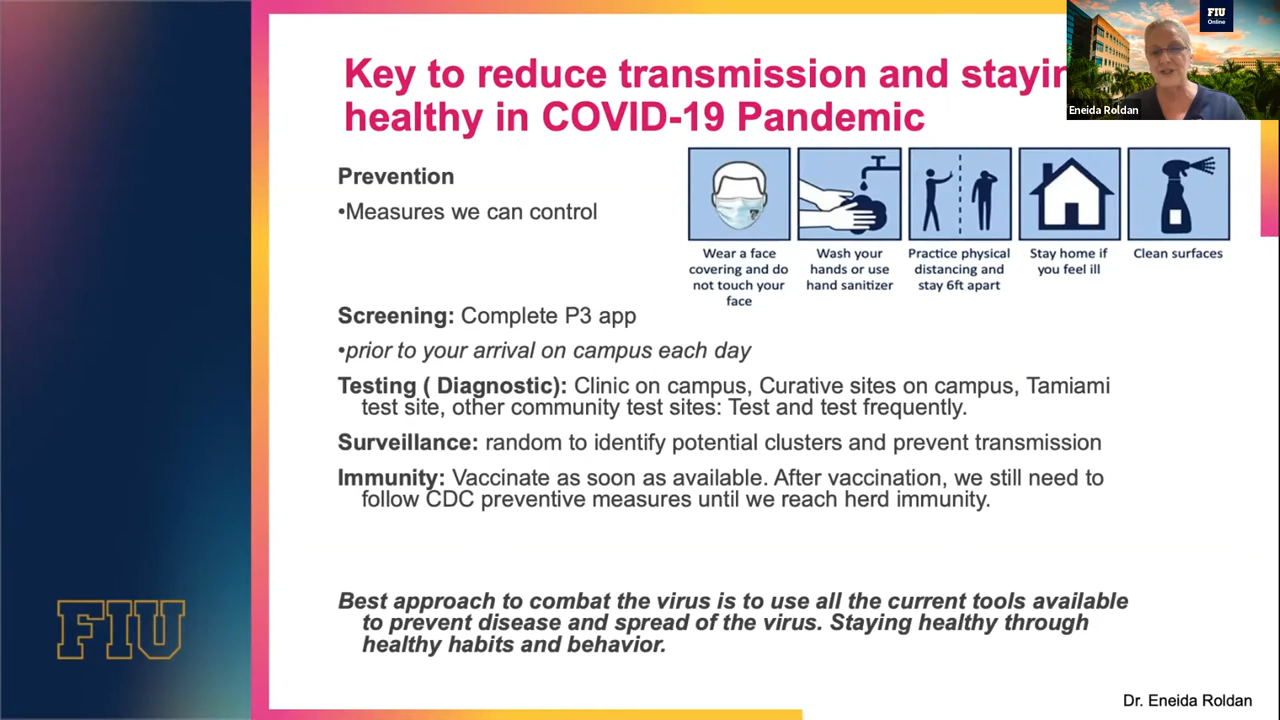 FIU
Online
Eneida Roldan
Key to reduce transmission and stayin
healthy in COVID-19 Pandemic
Prevention
•Measures we can control
Wear a face
covering and do
not touch your
face
Wash your
hands or use
hand sanitizer
Practice physical
distancing and
stay 6ft apart
Stay home if
you feel ill
Clean surfaces
Screening: Complete P3 app
•prior to your arrival on campus each day
Testing ( Diagnostic): Clinic on campus, Curative sites on campus, Tamiami
test site, other community test sites: Test and test frequently.
Surveillance: random to identify potential clusters and prevent transmission
Immunity: Vaccinate as soon as available. After vaccination, we still need to
follow CDC preventive measures until we reach herd immunity.
Best approach to combat the virus is to use all the current tools available
to prevent disease and spread of the virus. Staying healthy through
healthy habits and behavior.
FIU
Dr. Eneida Roldan